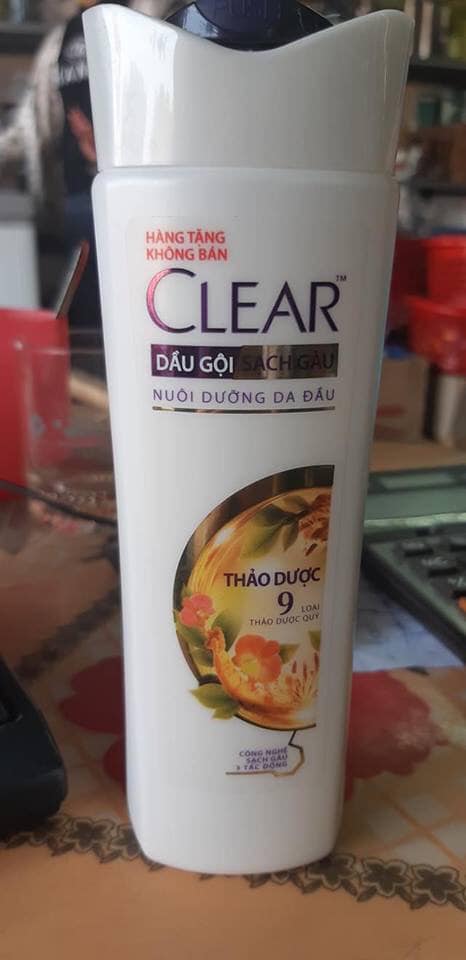 HÀNG TẶNG
KHÔNG BÁN
CLEAR™
DẦU GỘI SẠCH GÀU
NUÔI DƯỠNG DA ĐẦU
THẢO DƯỢC
9 LOẠI
THẢO DƯỢC QUÝ
CÔNG NGHỆ
SẠCH GÀU
3 TÁC ĐỘNG